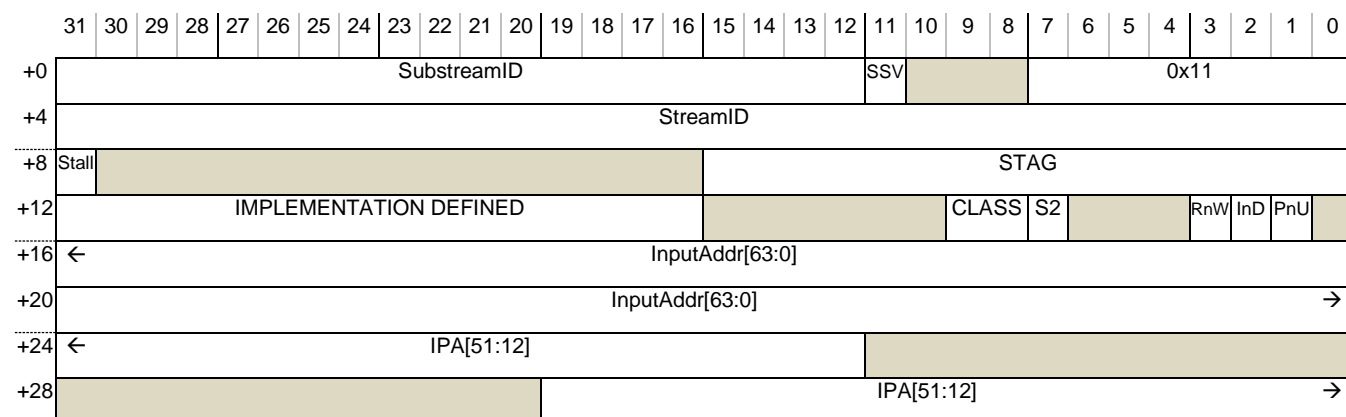 31 30 29 28 27 26 25 24 23 22 21 20 19 18 17 16 15 14 13 12 11 10 9 8 7 6 5 4 3 2 1 0
+0 SubstreamID SSV 0x11
+4 StreamID
+8 Stall STAG
+12 IMPLEMENTATION DEFINED CLASS S2 RnW InD PnU
+16 ← InputAddr[63:0]
+20 InputAddr[63:0] →
+24 ← IPA[51:12]
+28 IPA[51:12] →